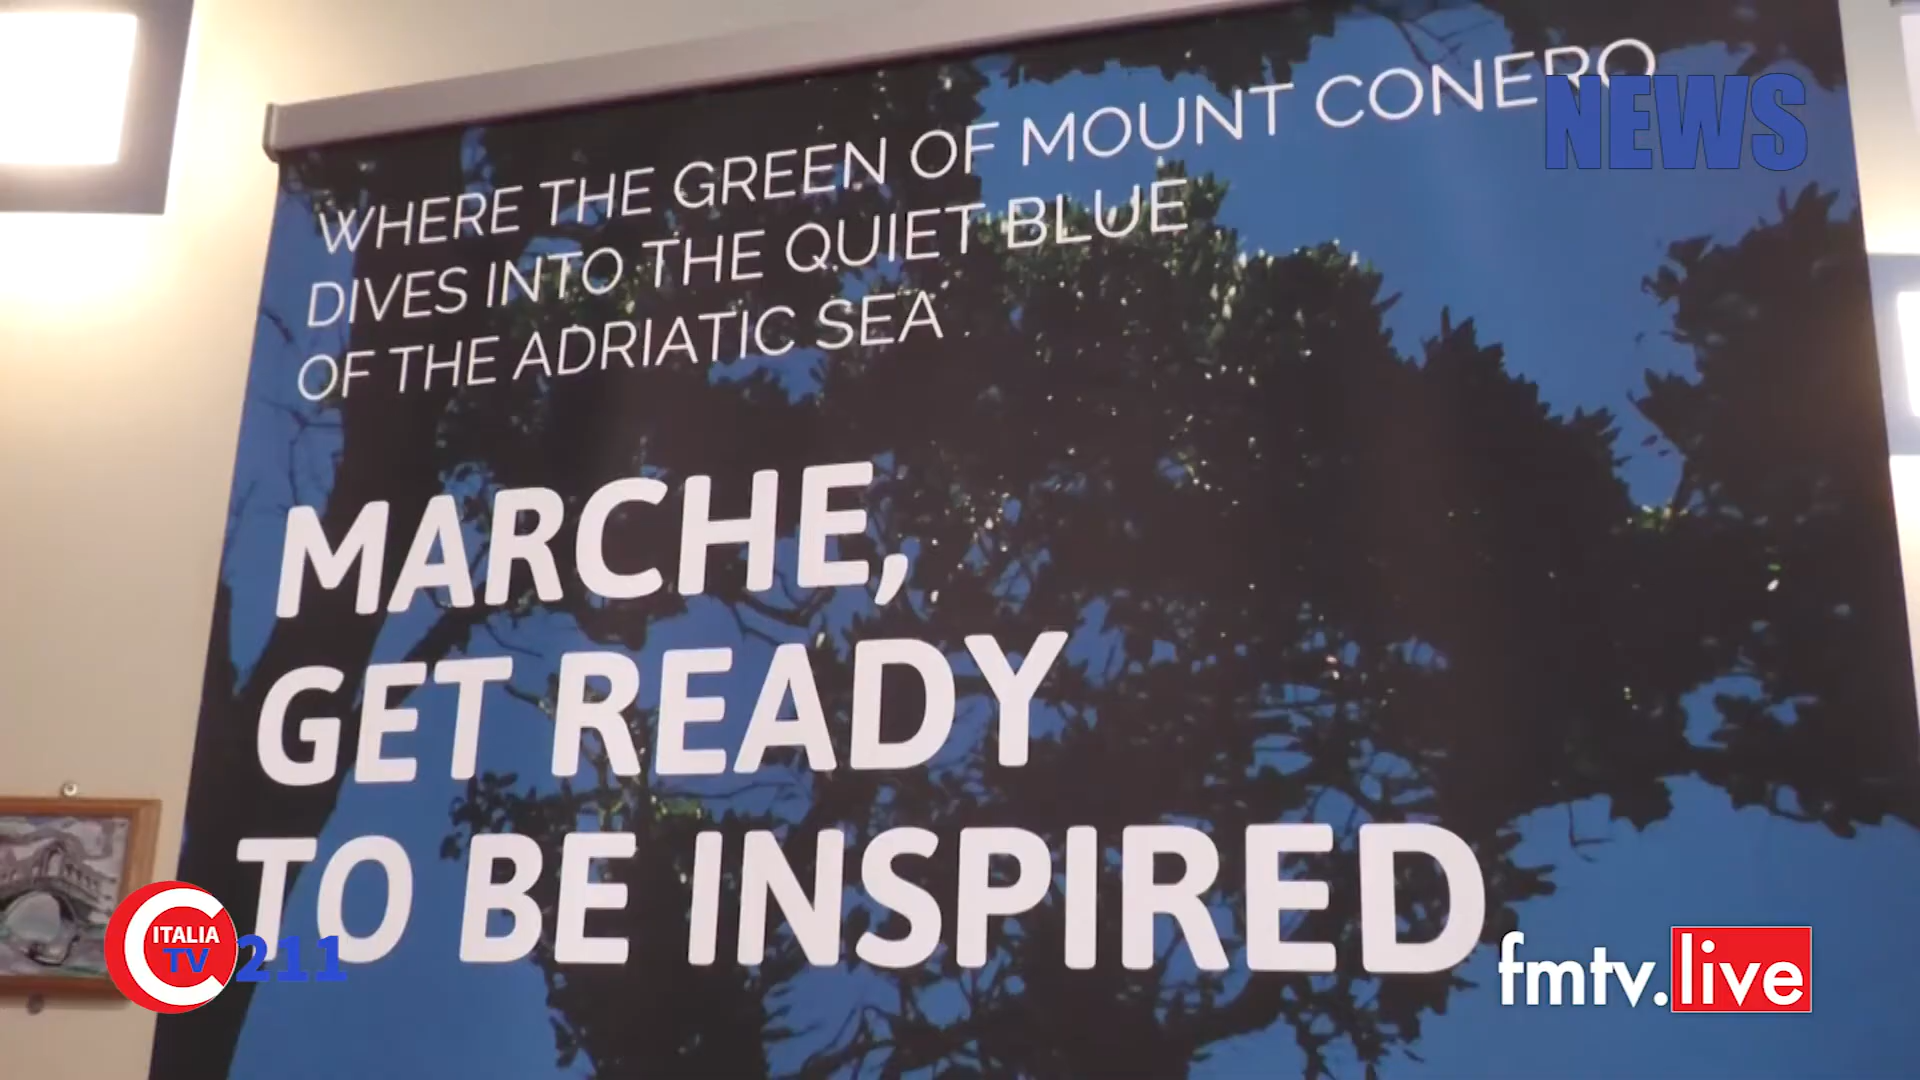 WHERE THE GREEN OF MOUNT CONERO
DIVES INTO THE QUIET BLUE
OF THE ADRIATIC SEA
NEWS
MARCHE,
GET READY
TO BE INSPIRED
ITALIA
TV
211
fmtv.live